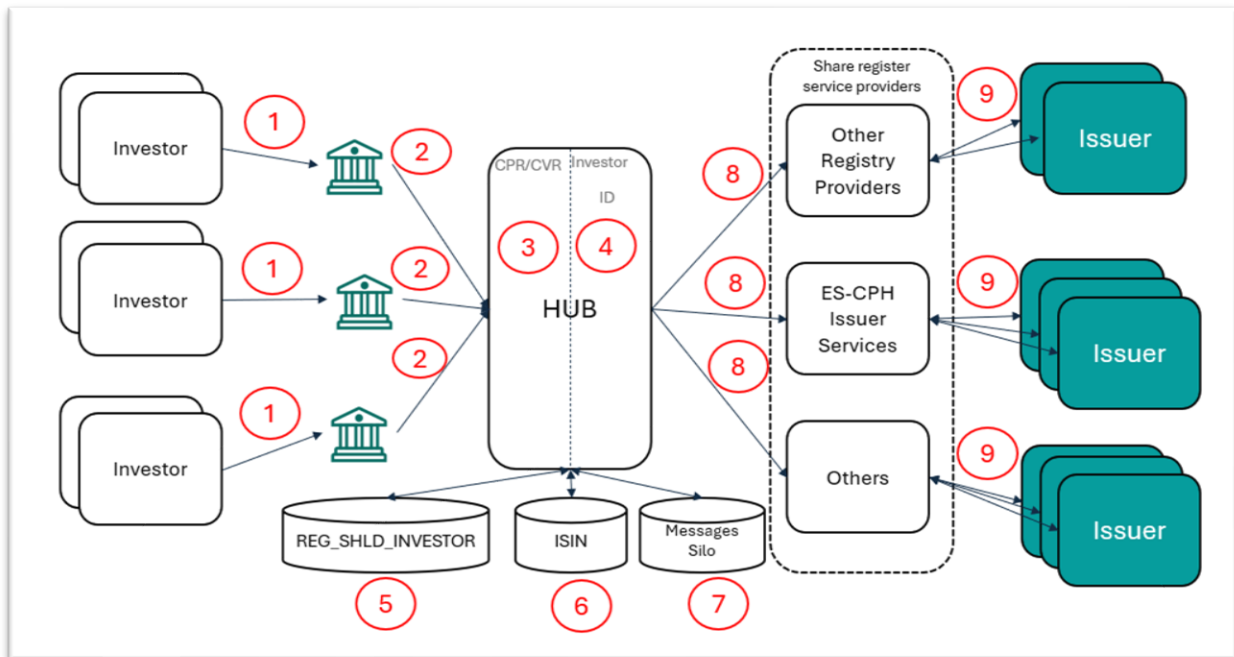 Share register
service providers
Investor
1
2
CPR/CVR
Investor
ID
3
4
HUB
8
Other
Registry
Providers
9
Issuer
Investor
1
2
8
ES-CPH
Issuer
Services
9
Issuer
Investor
1
2
8
Others
9
Issuer
REG_SHLD_INVESTOR
ISIN
Messages
Silo
5
6
7